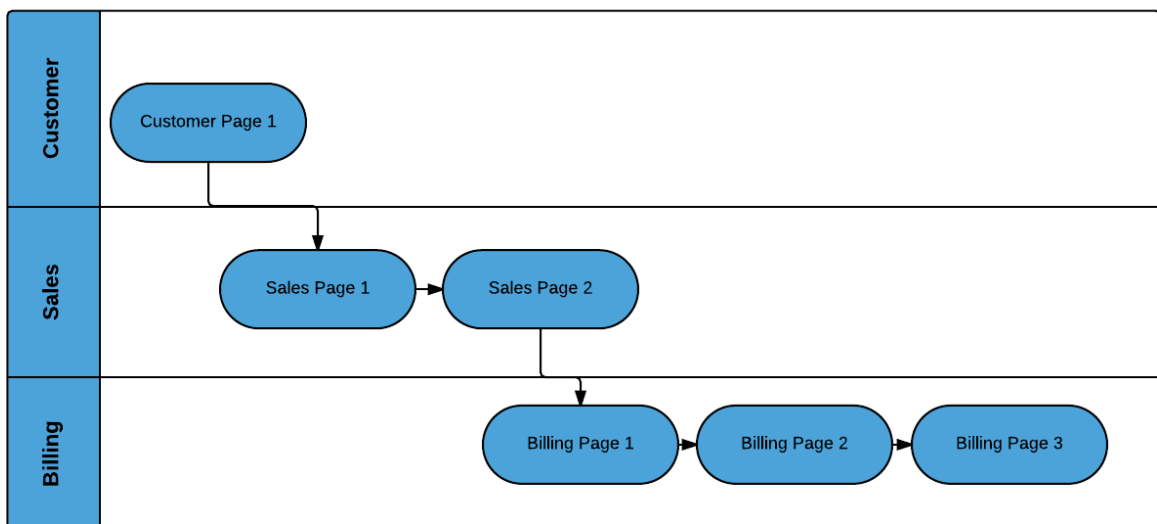 Customer
Customer Page 1
Sales
Sales Page 1
Sales Page 2
Billing
Billing Page 1
Billing Page 2
Billing Page 3